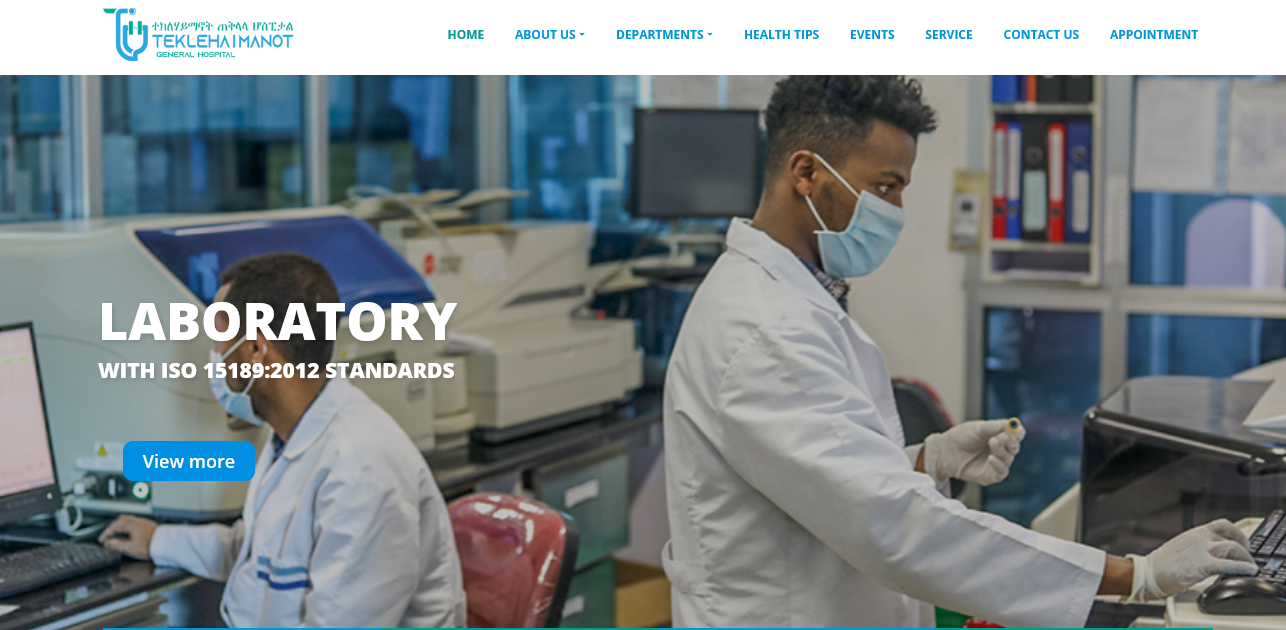 ተክለሃይማኖት ጠቅላላ ሆስፒታል
TEKLEHAIMANOT
GENERAL HOSPITAL
HOME ABOUT US DEPARTMENTS HEALTH TIPS EVENTS SERVICE CONTACT US APPOINTMENT
LABORATORY
WITH ISO 15189:2012 STANDARDS
View more